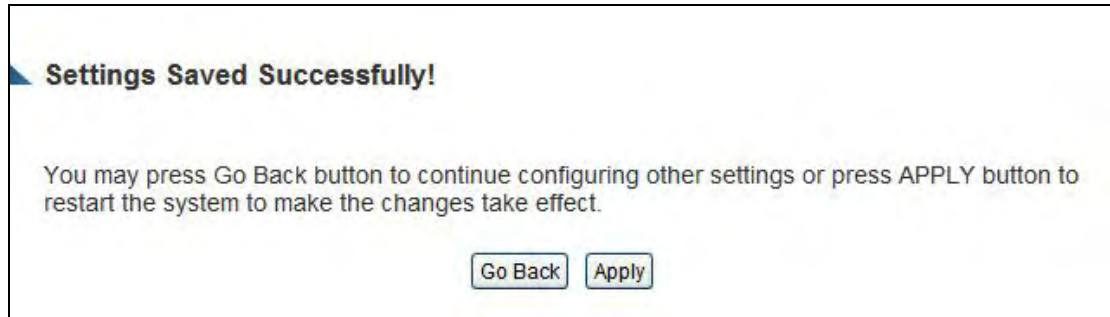 Settings Saved Successfully!
You may press Go Back button to continue configuring other settings or press APPLY button to
restart the system to make the changes take effect.
Go Back Apply